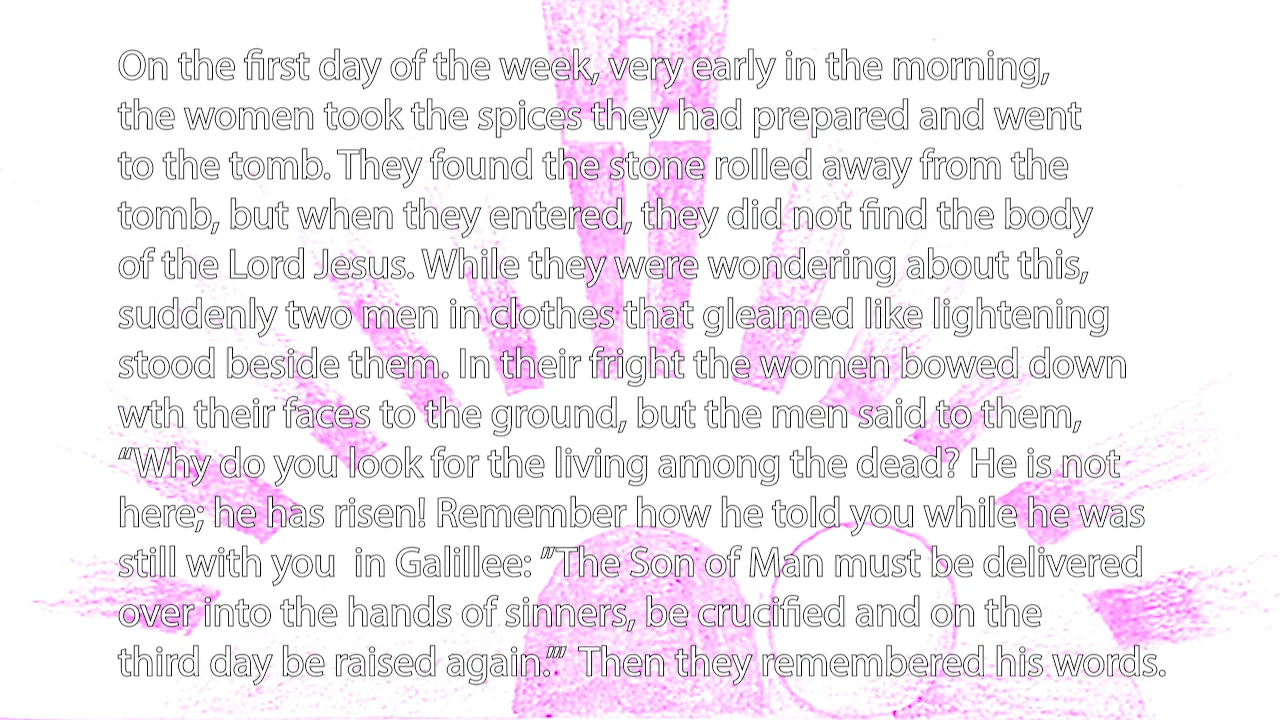 On the first day of the week, very early in the morning,
the women took the spices they had prepared and went
to the tomb. They found the stone rolled away from the
tomb, but when they entered, they did not find the body
of the Lord Jesus. While they were wondering about this,
suddenly two men in clothes that gleamed like lightening
stood beside them. In their fright the women bowed down
wth their faces to the ground, but the men said to them,
“Why do you look for the living among the dead? He is not
here; he has risen! Remember how he told you while he was
still with you  in Galillee: ”The Son of Man must be delivered
over into the hands of sinners, be crucified and on the
third day be raised again.”’  Then they remembered his words.